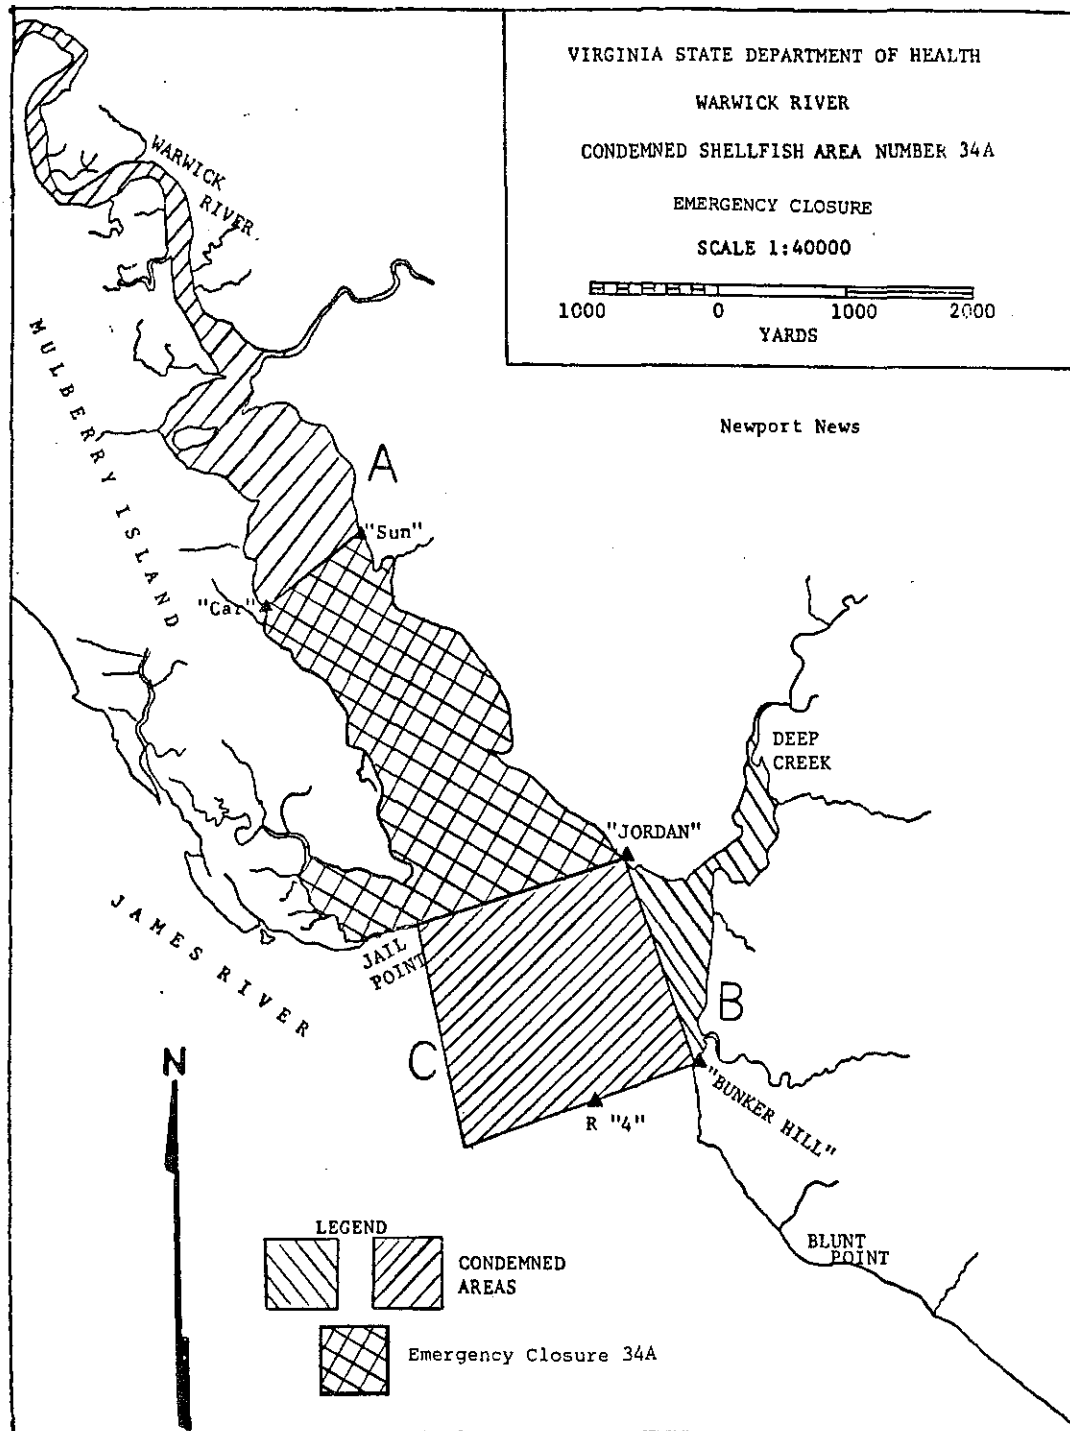 VIRGINIA STATE DEPARTMENT OF HEALTH
WARWICK RIVER
CONDEMNED SHELLFISH AREA NUMBER 34A
EMERGENCY CLOSURE
SCALE 1:40000
1000 0 1000 2000
YARDS
WARWICK
RIVER
MULBERRY ISLAND
Newport News
A
"Sun"
"Car"
DEEP
CREEK
"JORDAN"
JAIL
POINT
JAMES RIVER
B
C
"BUNKER HILL"
R "4"
N
BLUNT
POINT
LEGEND
CONDEMNED
AREAS
Emergency Closure 34A